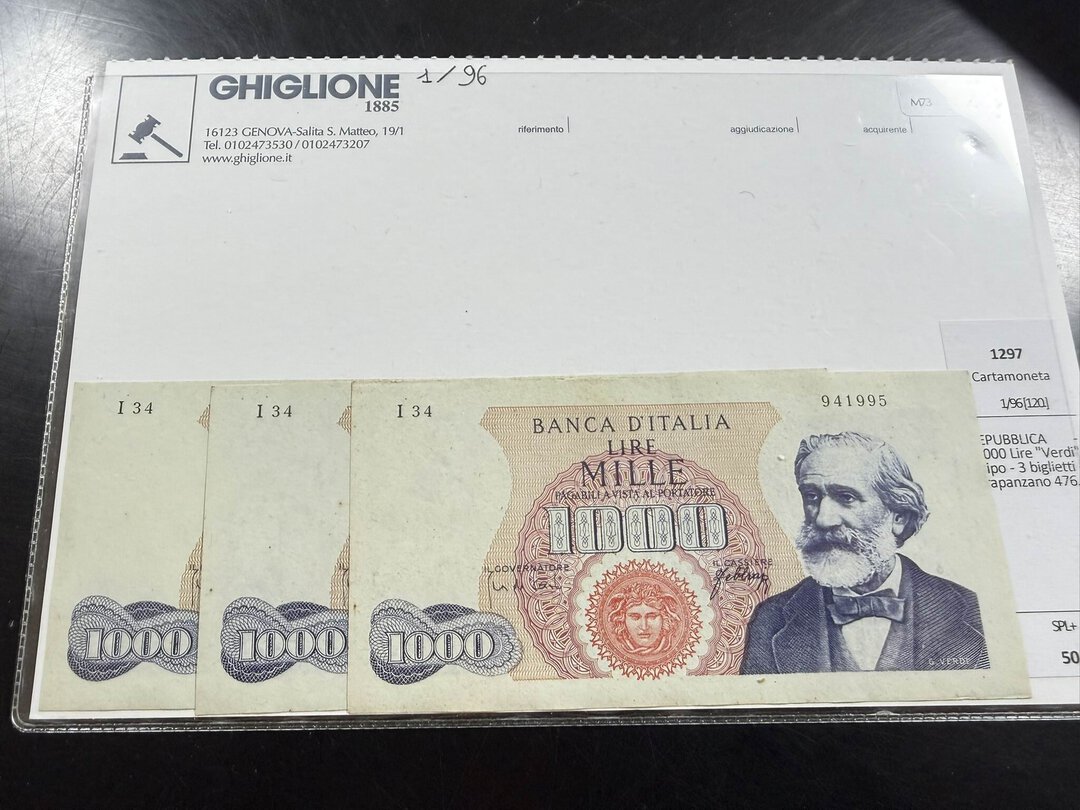 GHIGLIONE
1885
1/96
16123 GENOVA-Salita S. Matteo, 19/1
Tel. 0102473530 / 0102473207
www.ghiglione.it
riferimento
aggiudicazione
acquirente
M73
1297
Cartamoneta
1/96[120]
EPUBBLICA
000 Lire "Verdi"
ipo - 3 biglietti
rapanzano 476.
SPL+
50
I 34
1000
I 34
1000
I 34
941995
BANCA D'ITALIA
LIRE
MILLE
PAGABILI A VISTA AL PORTATORE
1000
IL GOVERNATORE
IL CASSIERE
1000
G. VERDI